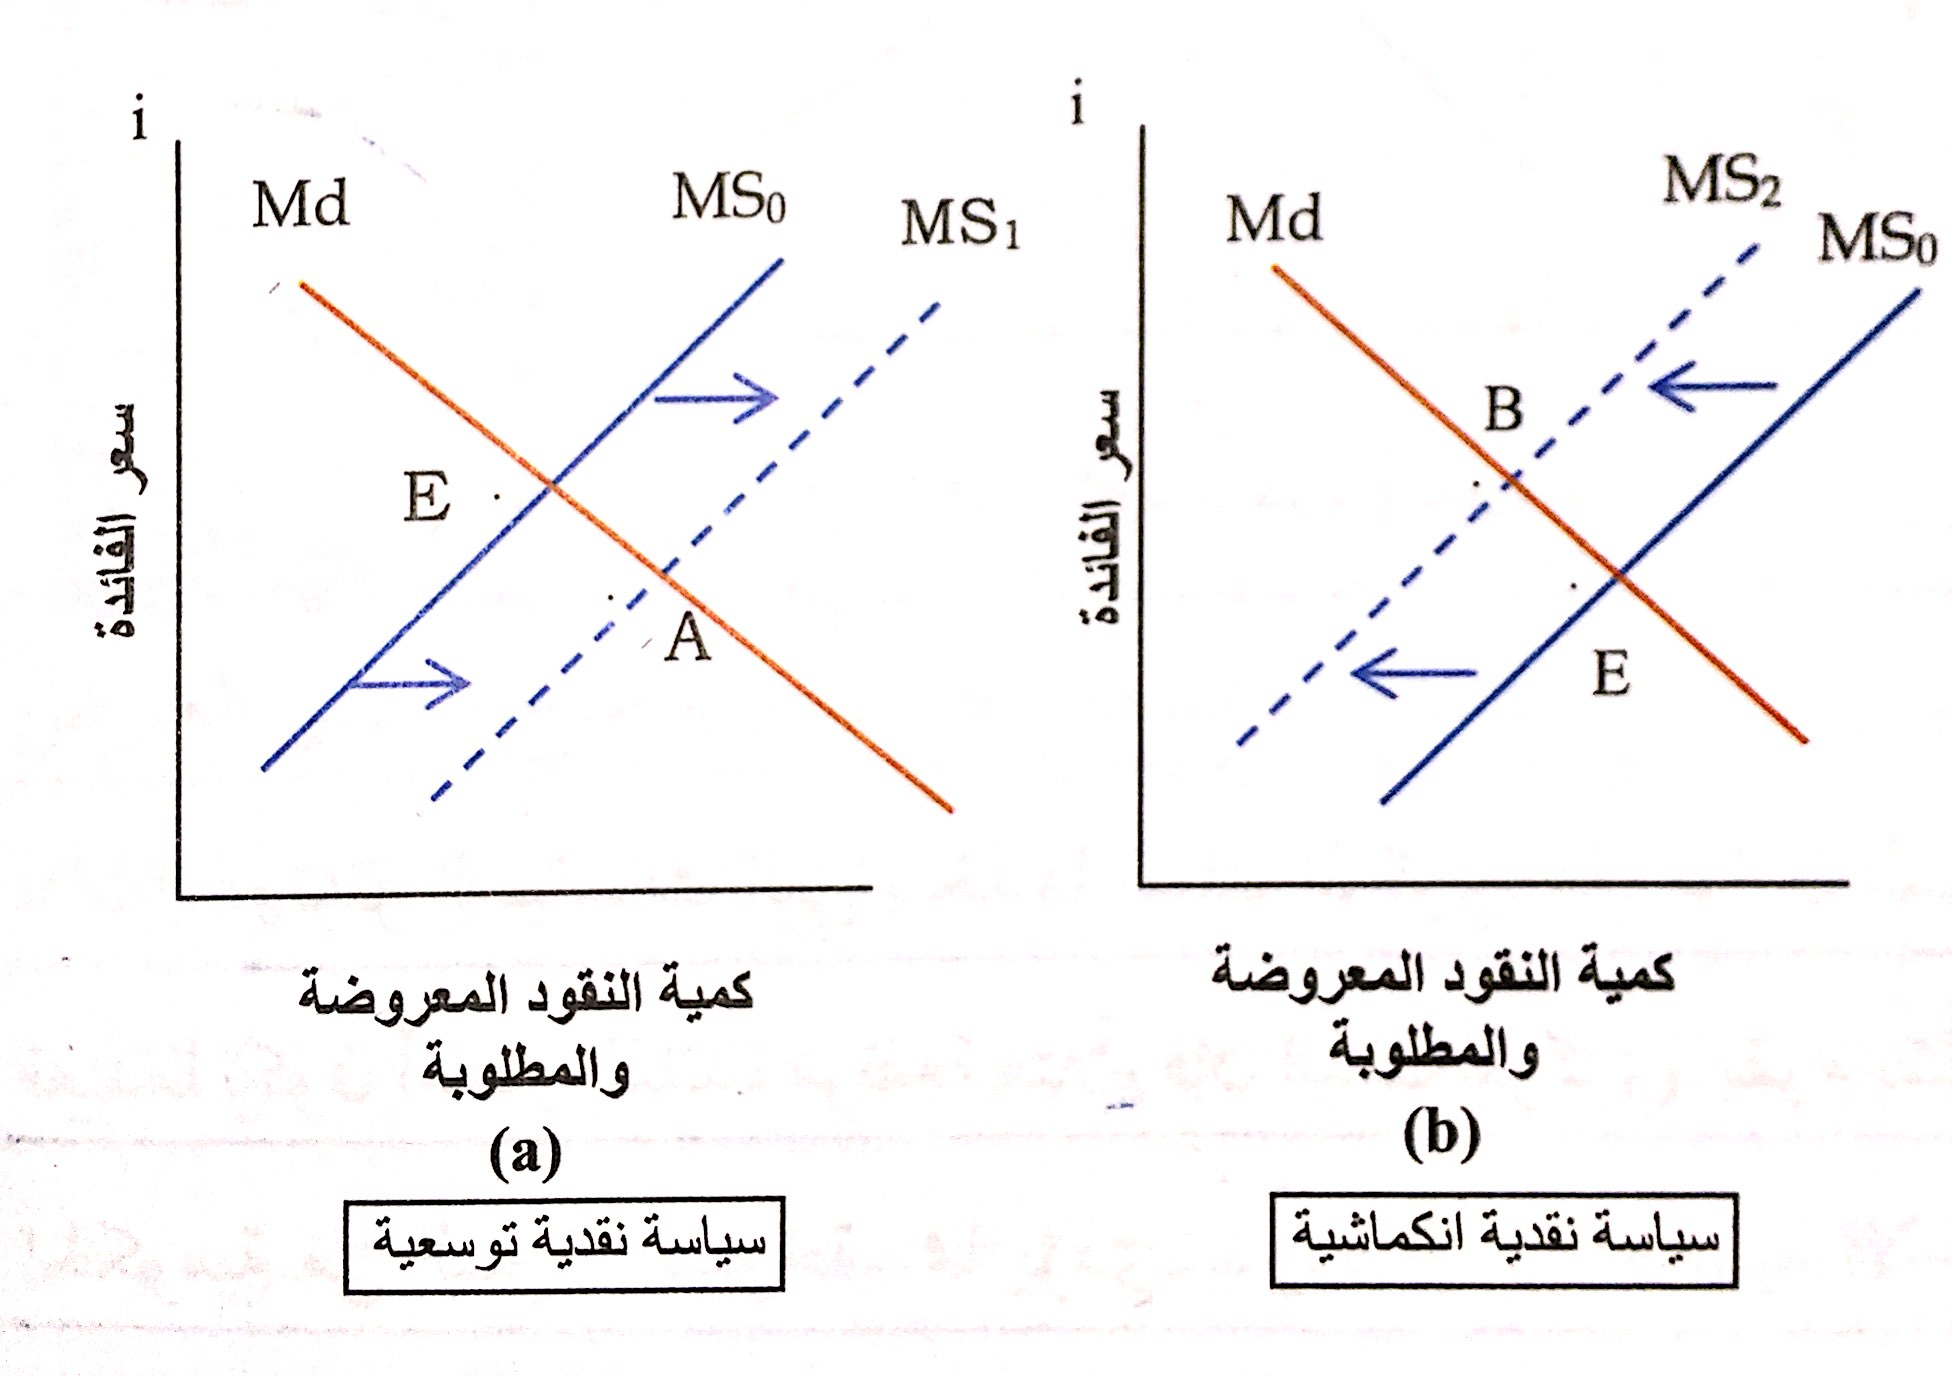 i
Md
MS0
MS1
E
A
سعر الفائدة
كمية النقود المعروضة
والمطلوبة
(a)
سياسة نقدية توسعية
i
Md
MS2
MS0
B
E
سعر الفائدة
كمية النقود المعروضة
والمطلوبة
(b)
سياسة نقدية انكماشية